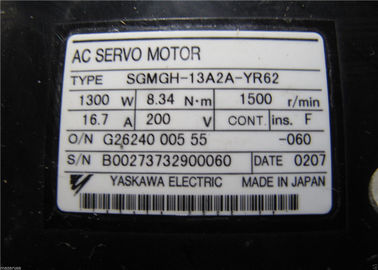 AC SERVO MOTOR
TYPE SGMGH-13A2A-YR62
1300 W 8.34 N·m 1500 r/min
16.7 A 200 V CONT. ins. F
O/N G26240 005 55 -060
S/N B00273732900060 DATE 0207
YASKAWA ELECTRIC MADE IN JAPAN